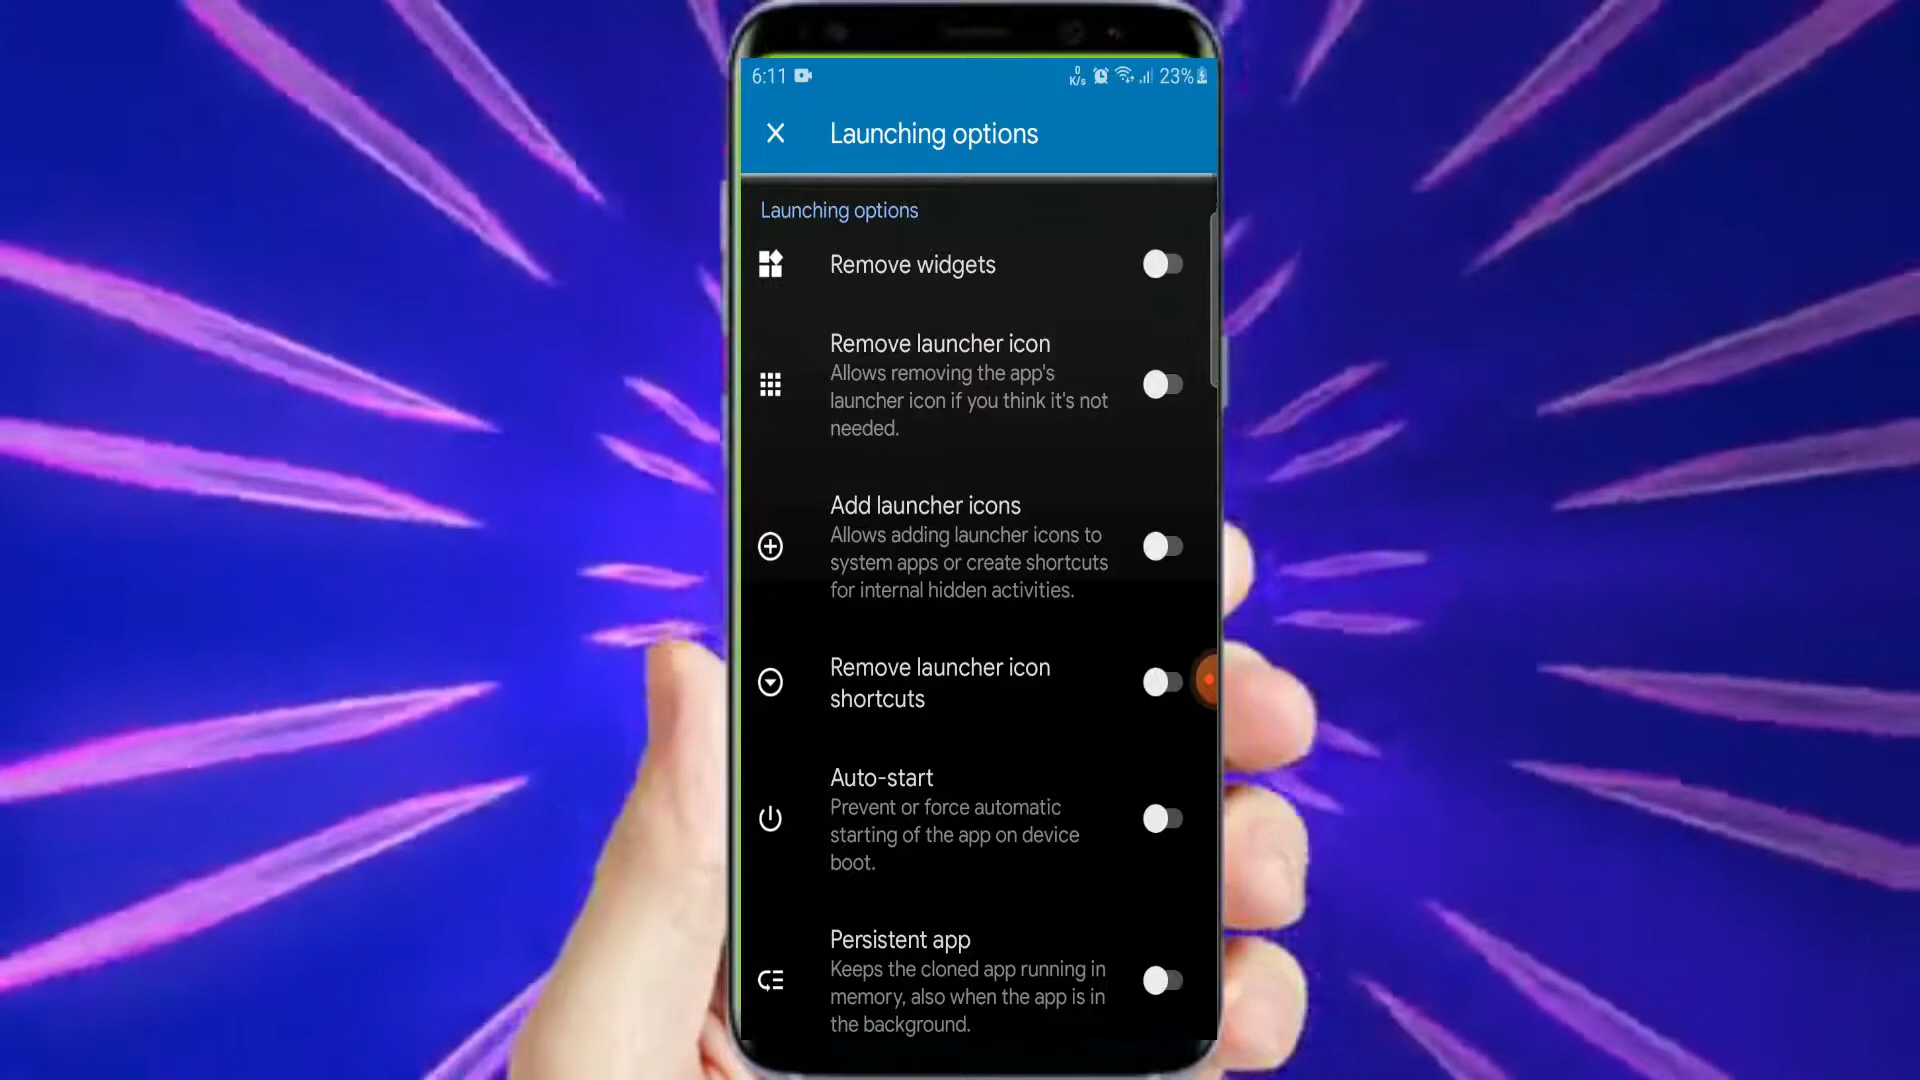 6:11
0
K/s
23%
Launching options
Launching options
Remove widgets
Remove launcher icon
Allows removing the app's
launcher icon if you think it's not
needed.
Add launcher icons
Allows adding launcher icons to
system apps or create shortcuts
for internal hidden activities.
Remove launcher icon
shortcuts
Auto-start
Prevent or force automatic
starting of the app on device
boot.
Persistent app
Keeps the cloned app running in
memory, also when the app is in
the background.